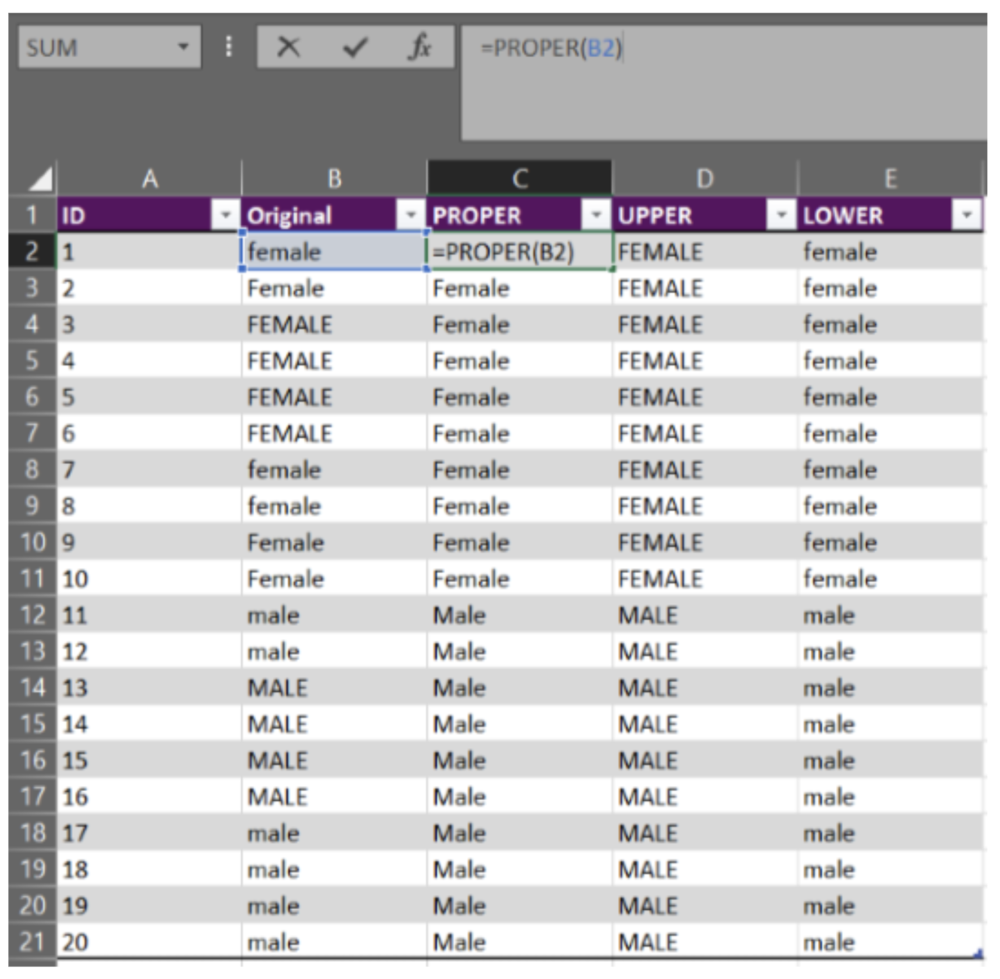 SUM fx =PROPER(B2)
A B C D E
1 ID Original PROPER UPPER LOWER
2 1 female =PROPER(B2) FEMALE female
3 2 Female Female FEMALE female
4 3 FEMALE Female FEMALE female
5 4 FEMALE Female FEMALE female
6 5 FEMALE Female FEMALE female
7 6 FEMALE Female FEMALE female
8 7 female Female FEMALE female
9 8 female Female FEMALE female
10 9 Female Female FEMALE female
11 10 Female Female FEMALE female
12 11 male Male MALE male
13 12 male Male MALE male
14 13 MALE Male MALE male
15 14 MALE Male MALE male
16 15 MALE Male MALE male
17 16 MALE Male MALE male
18 17 male Male MALE male
19 18 male Male MALE male
20 19 male Male MALE male
21 20 male Male MALE male